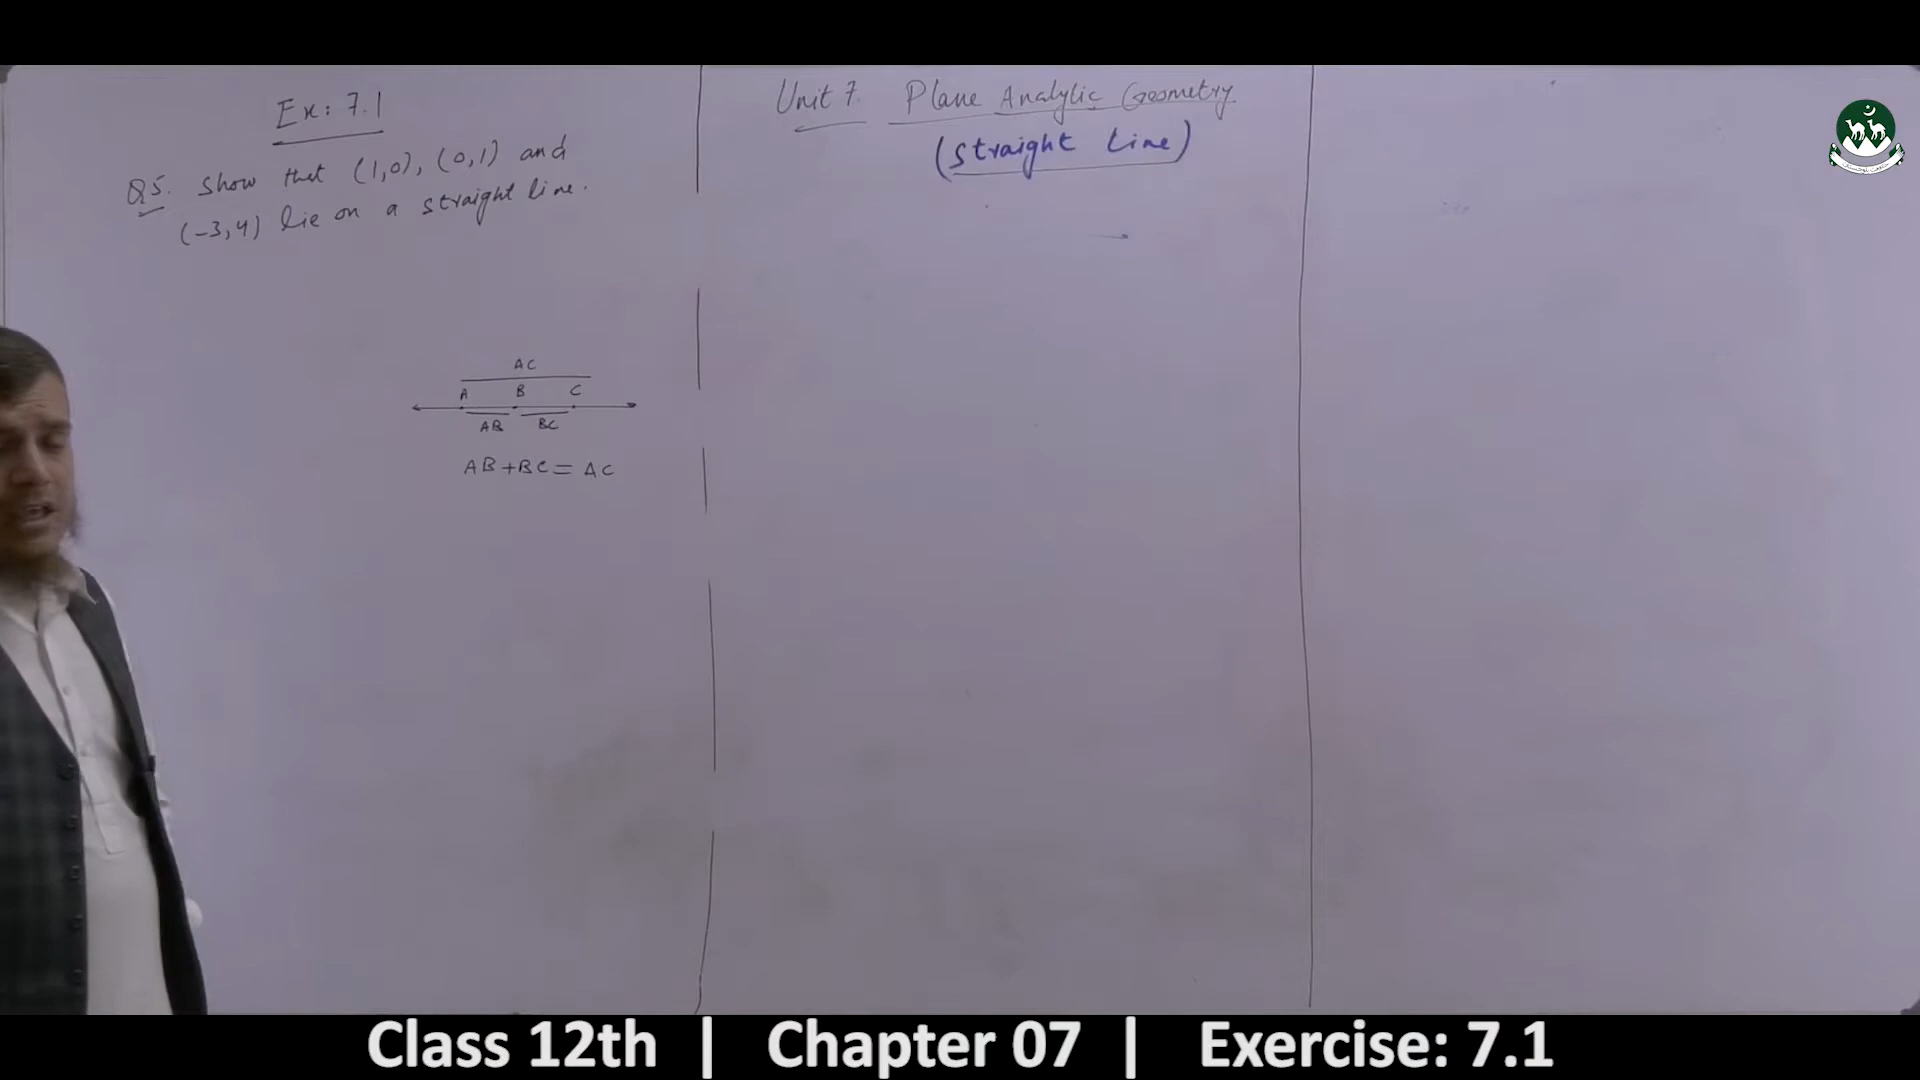 Ex: 7.1
Q5. Show that (1,0), (0,1) and
(-3,4) lie on a straight line.
AC
A B C
AB BC
AB+BC=AC
Unit 7. Plane Analytic Geometry
(Straight Line)
Class 12th | Chapter 07 | Exercise: 7.1